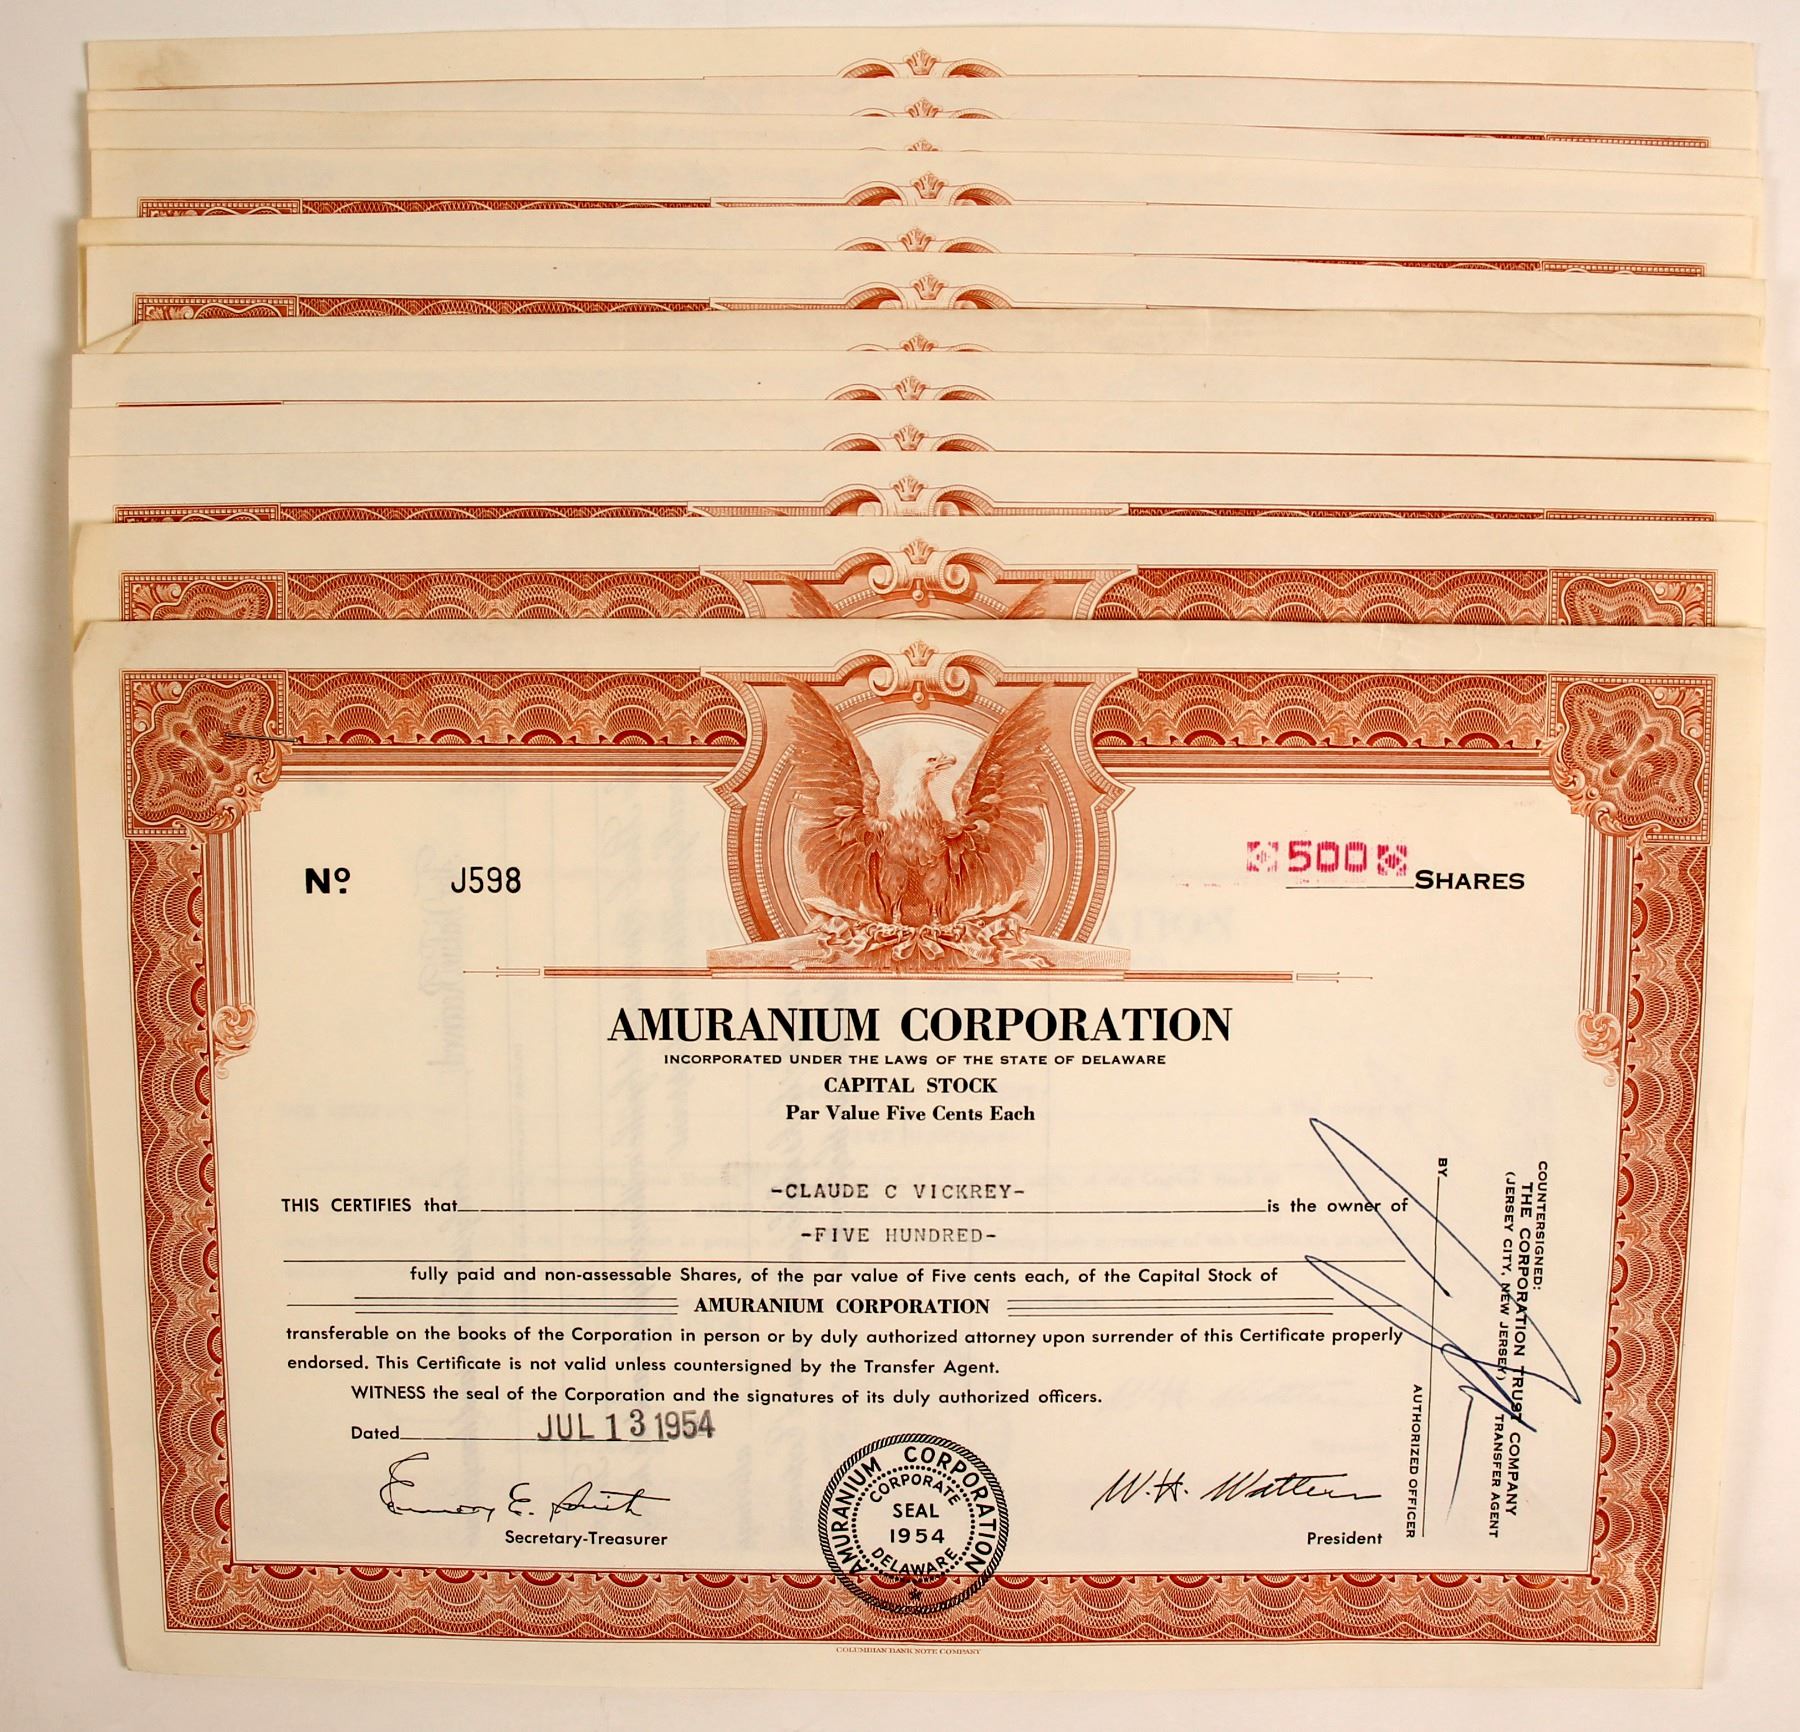 Nº J598 500 SHARES
AMURANIUM CORPORATION
INCORPORATED UNDER THE LAWS OF THE STATE OF DELAWARE
CAPITAL STOCK
Par Value Five Cents Each
THIS CERTIFIES that -CLAUDE C VICKREY- is the owner of
-FIVE HUNDRED-
fully paid and non-assessable Shares, of the par value of Five cents each, of the Capital Stock of
AMURANIUM CORPORATION
transferable on the books of the Corporation in person or by duly authorized attorney upon surrender of this Certificate properly
endorsed. This Certificate is not valid unless countersigned by the Transfer Agent.
WITNESS the seal of the Corporation and the signatures of its duly authorized officers.
Dated JUL 13 1954
E. Smith
Secretary-Treasurer
AMURANIUM CORPORATION
CORPORATE
SEAL
1954
DELAWARE
W. H.
President
COUNTERSIGNED:
THE CORPORATION TRUST COMPANY
(JERSEY CITY, NEW JERSEY) TRANSFER AGENT
BY
AUTHORIZED OFFICER
COLUMBIAN BANK NOTE COMPANY